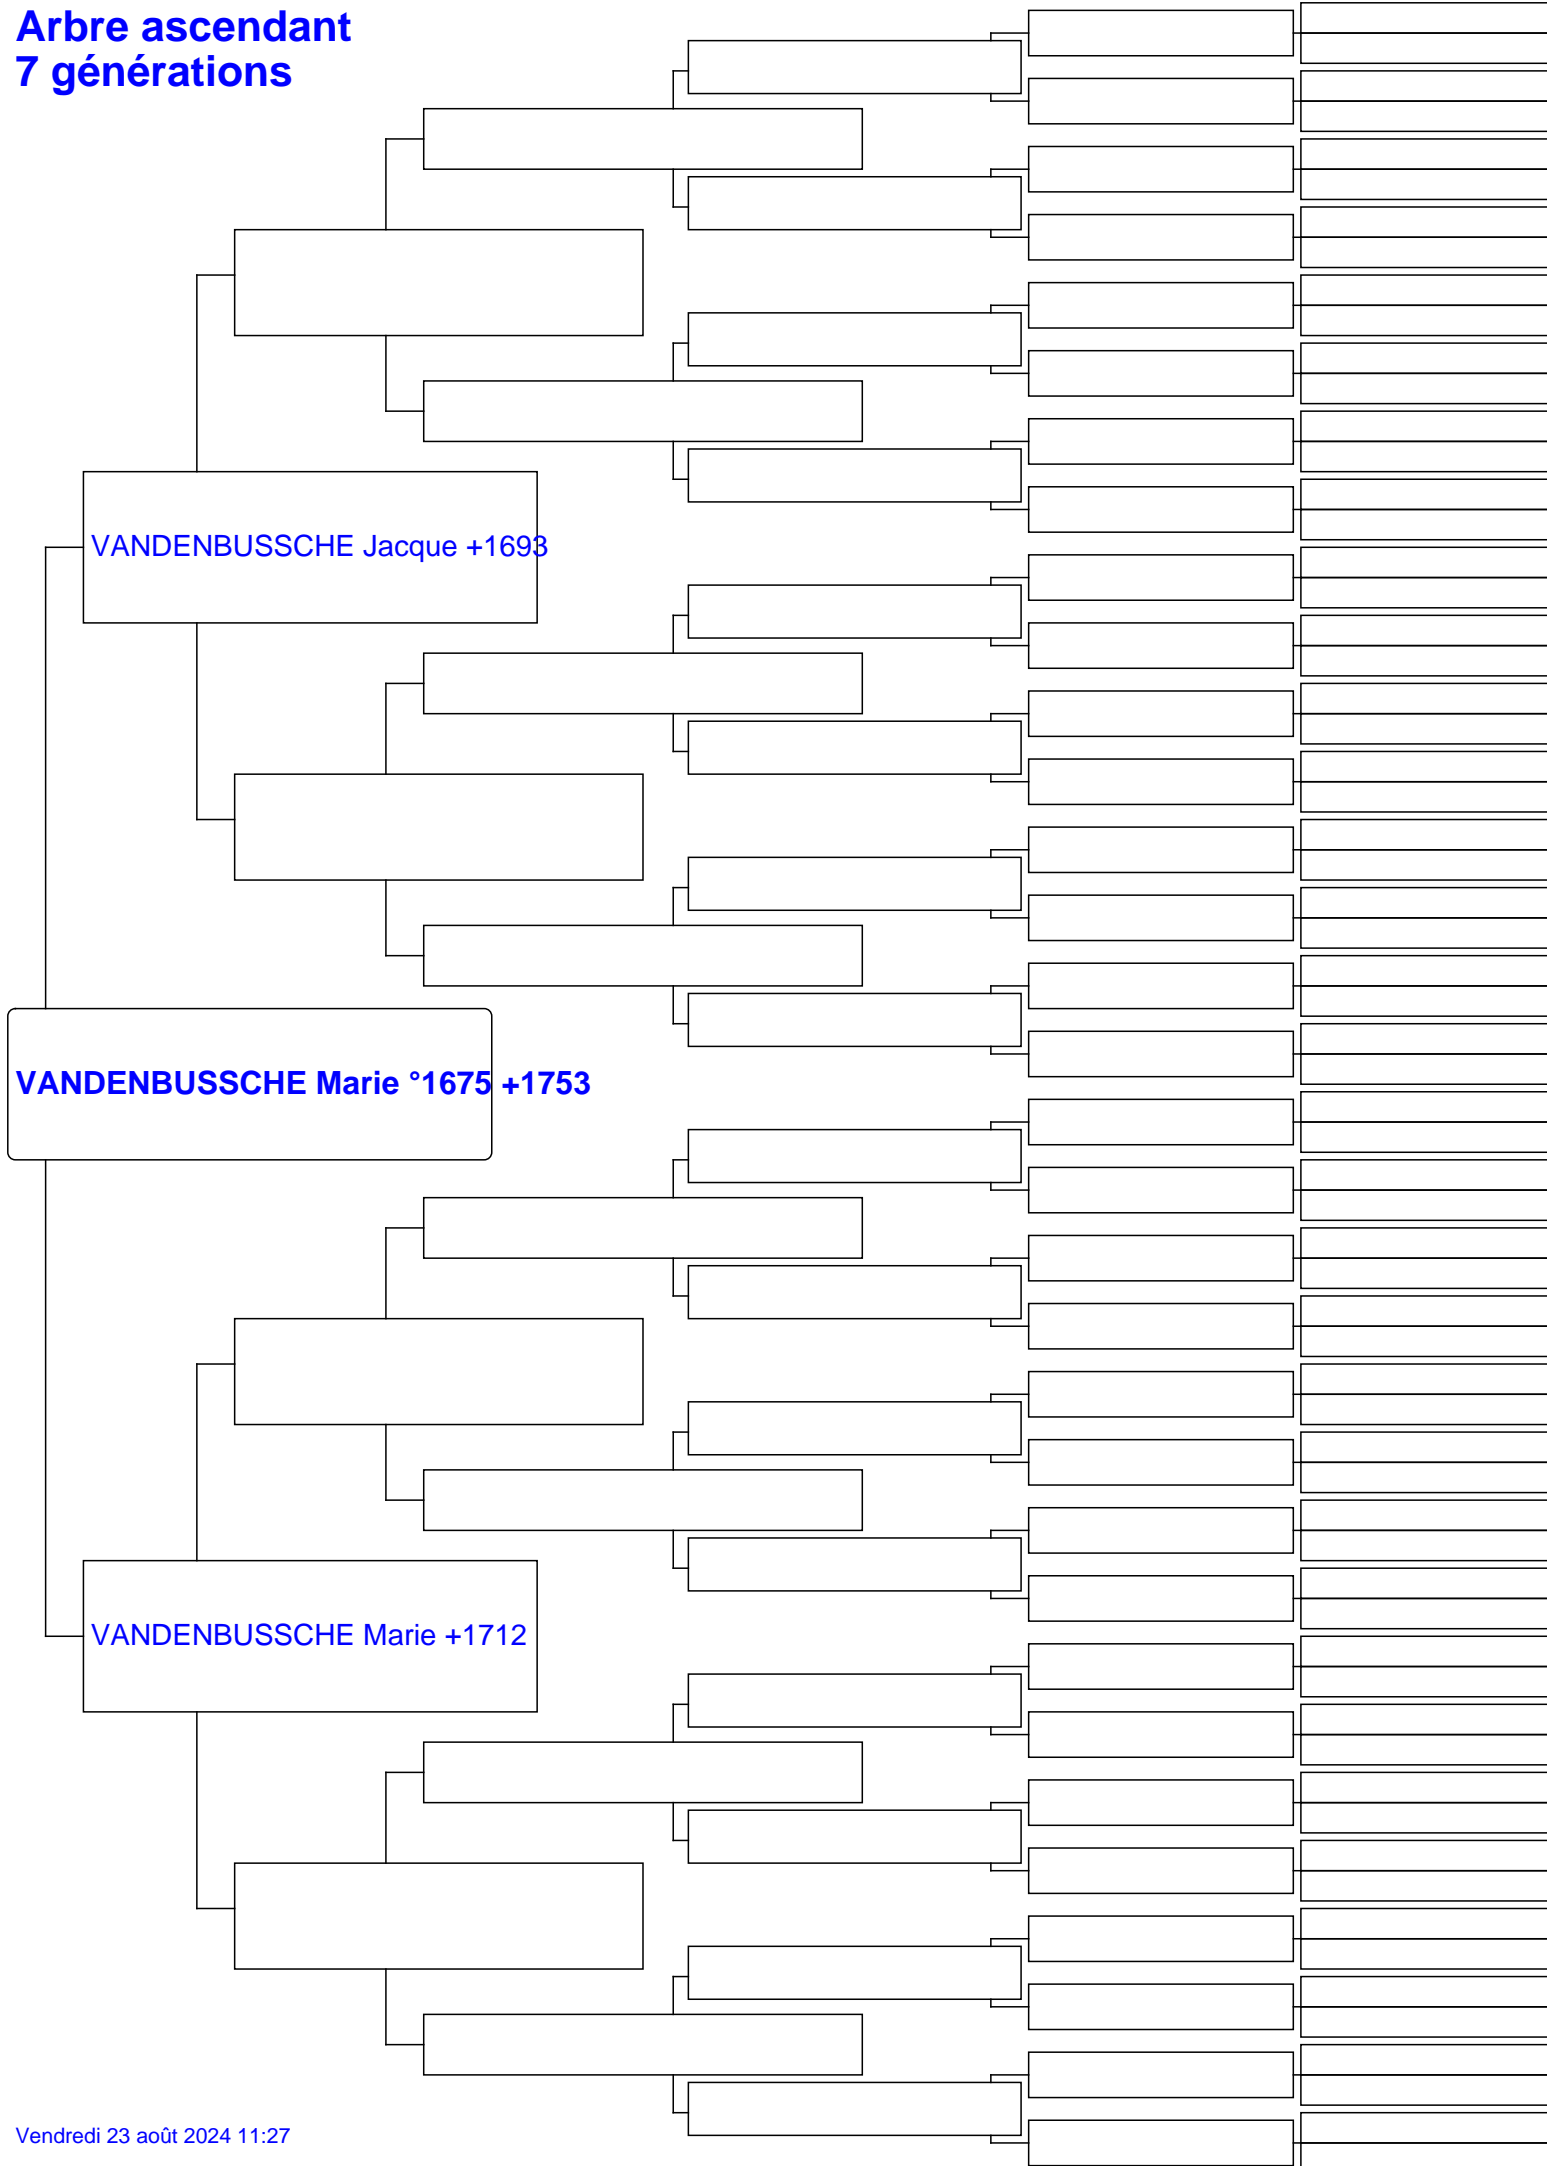 Arbre ascendant
7 générations
VANDENBUSSCHE Jacque +1693
VANDENBUSSCHE Marie °1675 +1753
VANDENBUSSCHE Marie +1712
Vendredi 23 août 2024 11:27